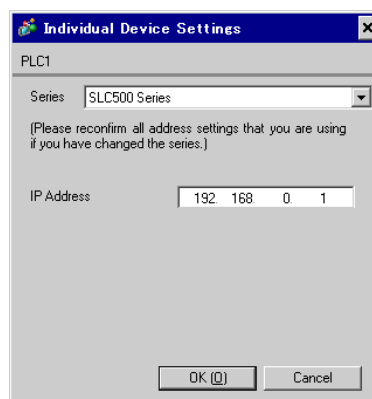 Individual Device Settings
PLC1
Series SLC500 Series
(Please reconfirm all address settings that you are using
if you have changed the series.)
IP Address 192. 168. 0. 1
OK (O) Cancel